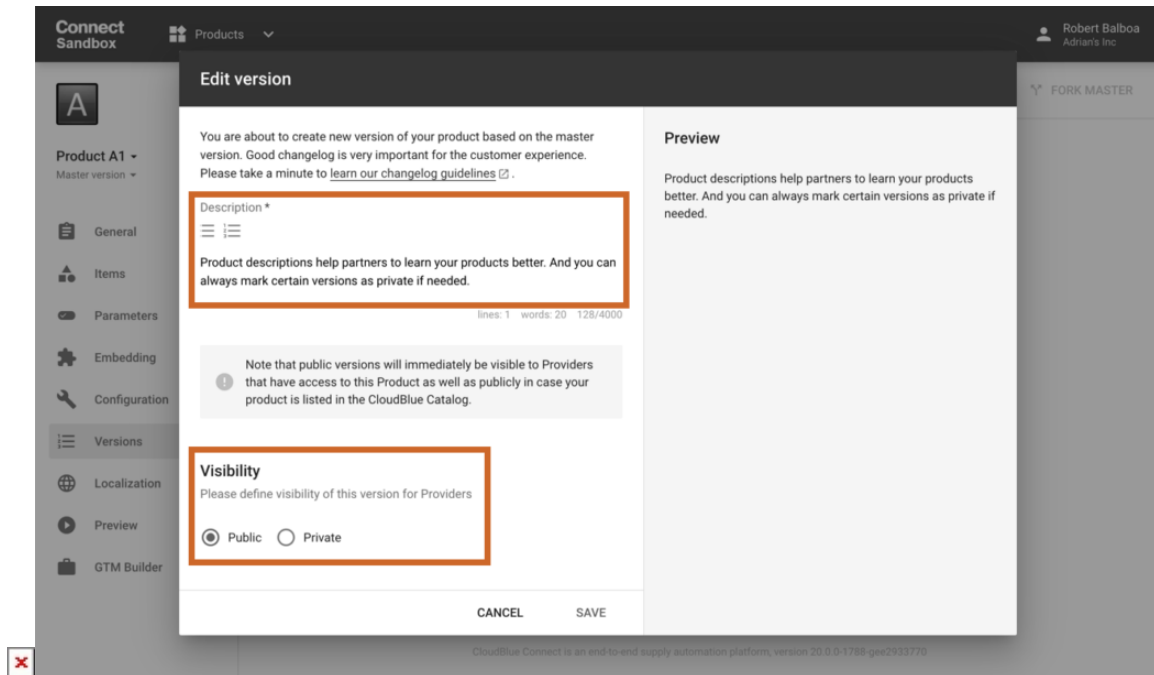 Connect
Sandbox
Products
Robert Balboa
Adrian's Inc
Edit version
FORK MASTER
A
Product A1
Master version
General
Items
Parameters
Embedding
Configuration
Versions
Localization
Preview
GTM Builder
You are about to create new version of your product based on the master
version. Good changelog is very important for the customer experience.
Please take a minute to learn our changelog guidelines .
Description *
Product descriptions help partners to learn your products better. And you can
always mark certain versions as private if needed.
lines: 1 words: 20 128/4000
Note that public versions will immediately be visible to Providers
that have access to this Product as well as publicly in case your
product is listed in the CloudBlue Catalog.
Visibility
Please define visibility of this version for Providers
Public Private
CANCEL SAVE
Preview
Product descriptions help partners to learn your products
better. And you can always mark certain versions as private if
needed.
CloudBlue Connect is an end-to-end supply automation platform, version 20.0.0-1788-gee2933770